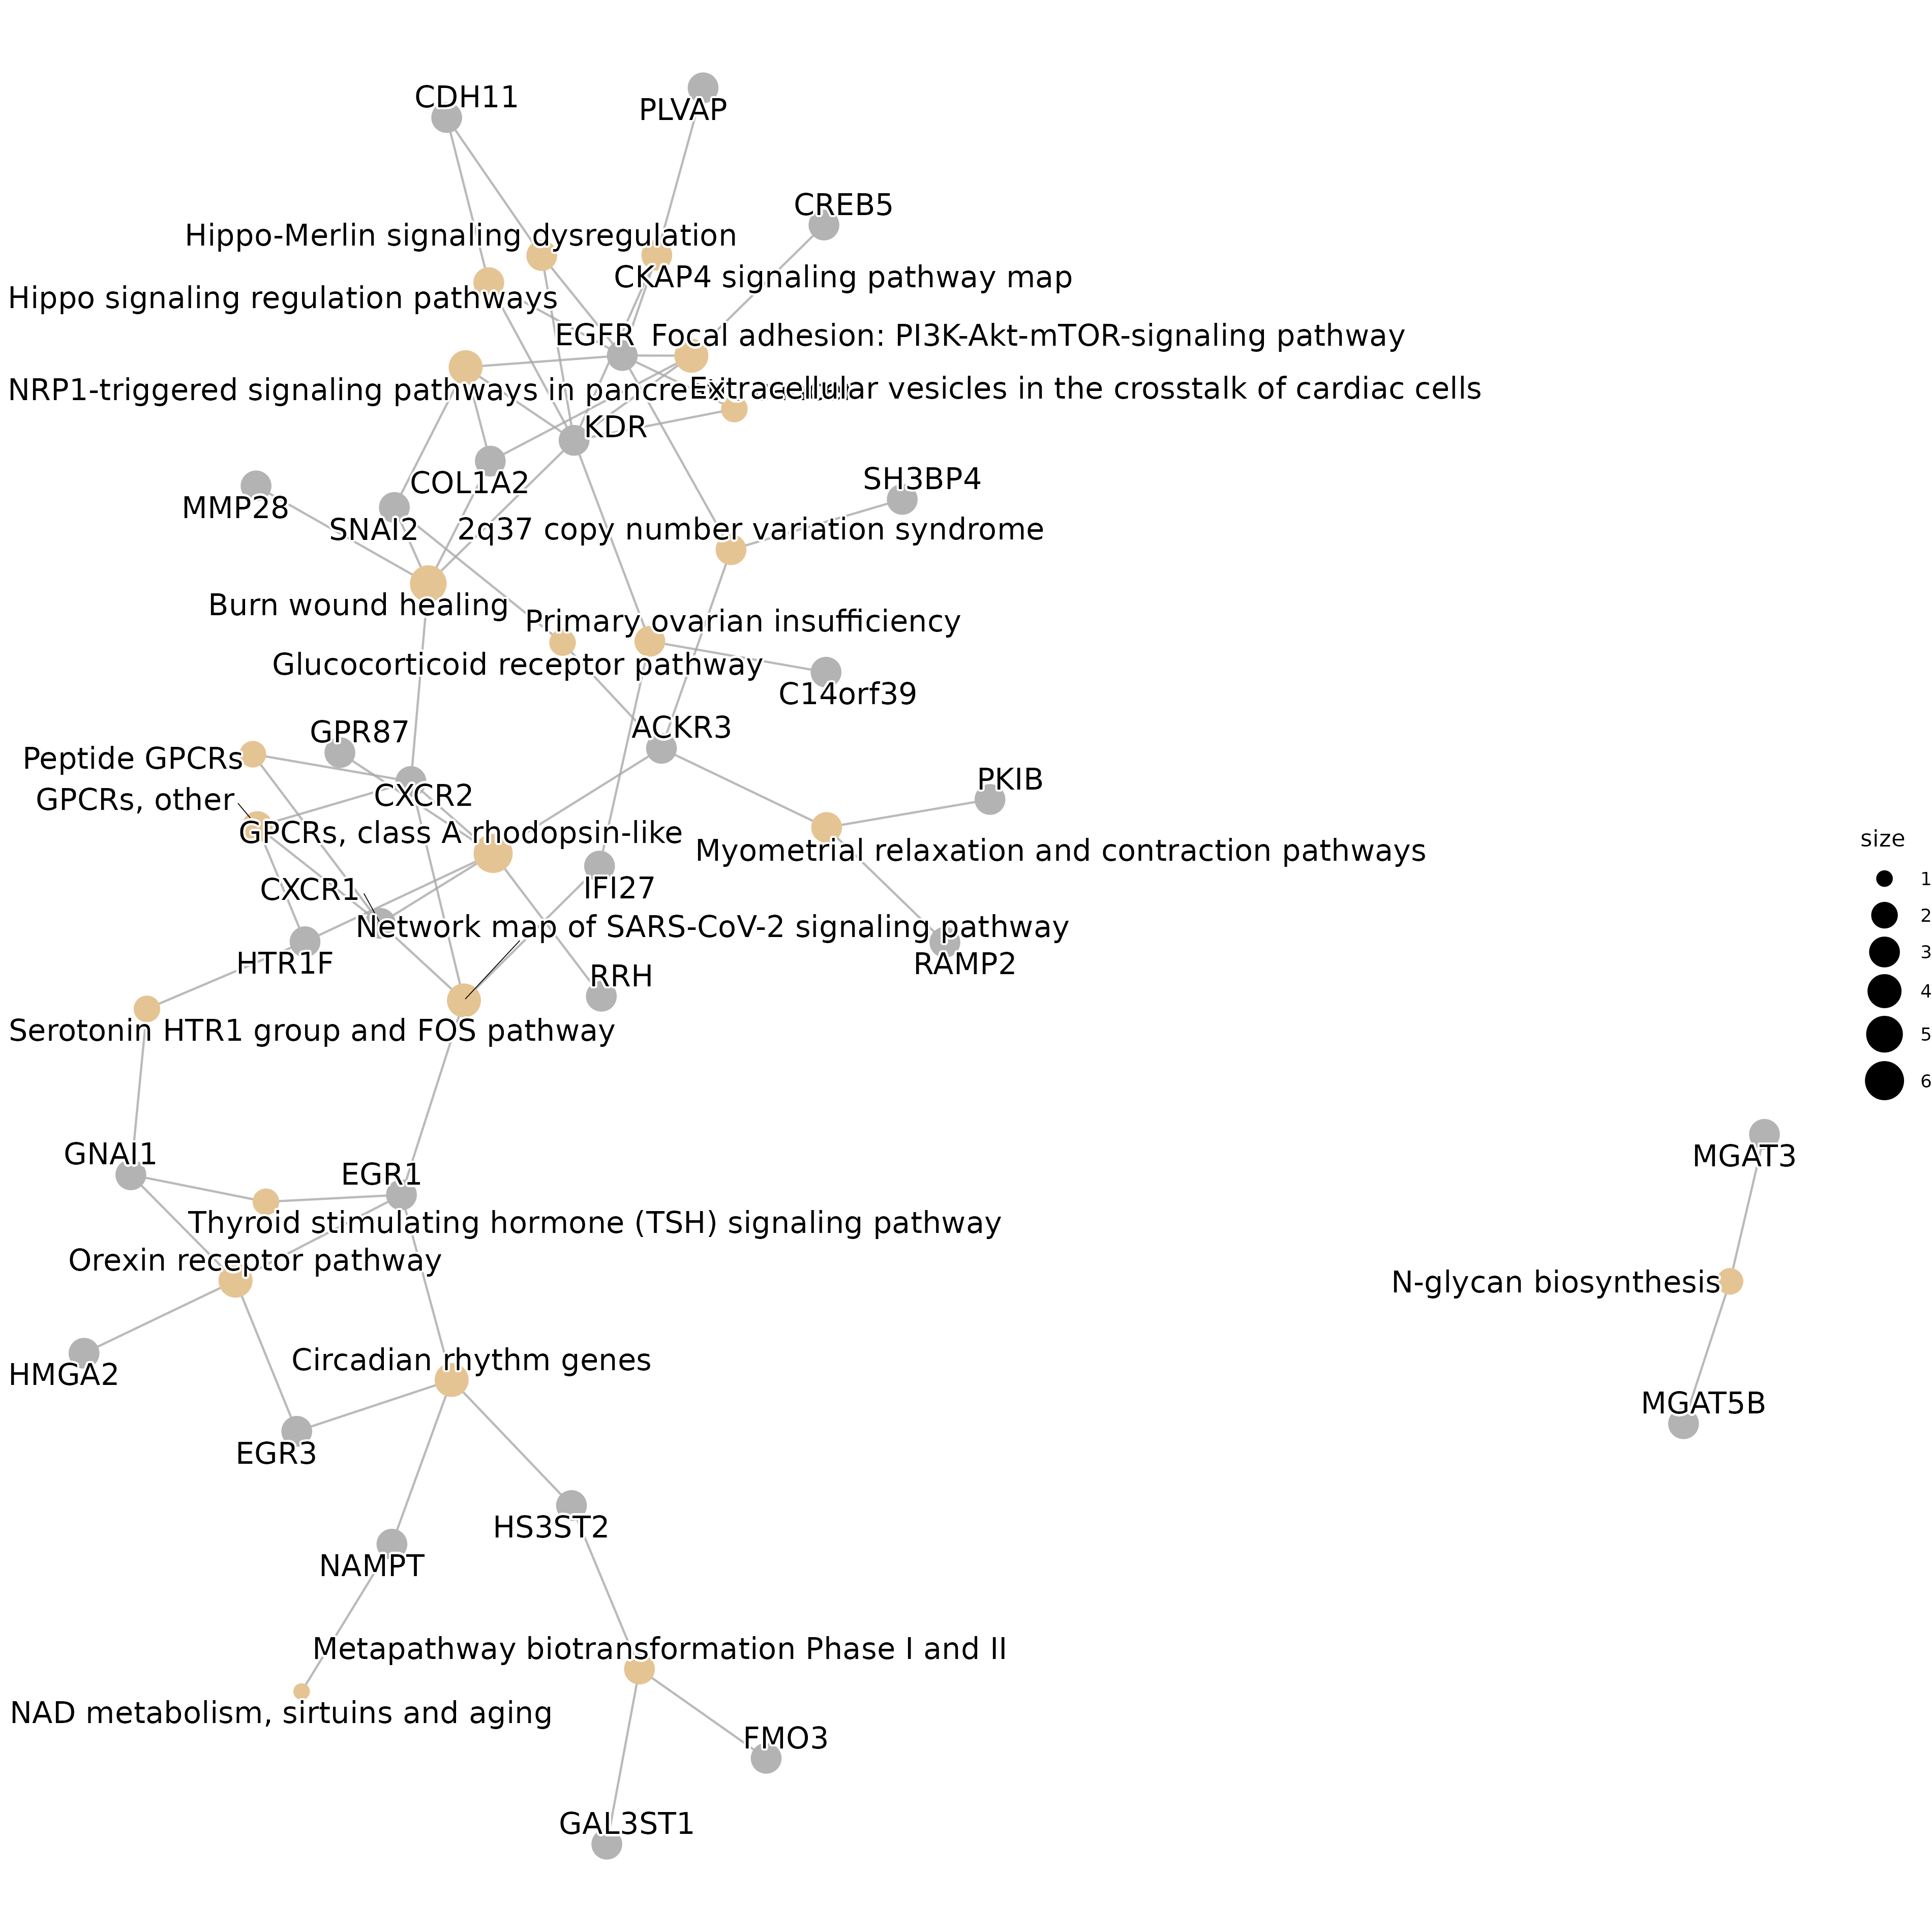 CDH11
PLVAP
CREB5
Hippo-Merlin signaling dysregulation
CKAP4 signaling pathway map
Hippo signaling regulation pathways
EGFR
Focal adhesion: PI3K-Akt-mTOR-signaling pathway
NRP1-triggered signaling pathways in
Extracellular vesicles in the crosstalk of cardiac cells
KDR
COL1A2
SH3BP4
MMP28
SNAI2
2q37 copy number variation syndrome
Burn wound healing
Primary ovarian insufficiency
Glucocorticoid receptor pathway
C14orf39
GPR87
ACKR3
Peptide GPCRs
PKIB
GPCRs, other
CXCR2
GPCRs, class A rhodopsin-like
size
Myometrial relaxation and contraction pathways
1
CXCR1
IFI27
2
Network map of SARS-CoV-2 signaling pathway
3
HTR1F
RAMP2
RRH
4
Serotonin HTR1 group and FOS pathway
5
6
GNAI1
MGAT3
EGR1
Thyroid stimulating hormone (TSH) signaling pathway
Orexin receptor pathway
N-glycan biosynthesis
Circadian rhythm genes
HMGA2
MGAT5B
EGR3
HS3ST2
NAMPT
Metapathway biotransformation Phase I and II
NAD metabolism, sirtuins and aging
FMO3
GAL3ST1